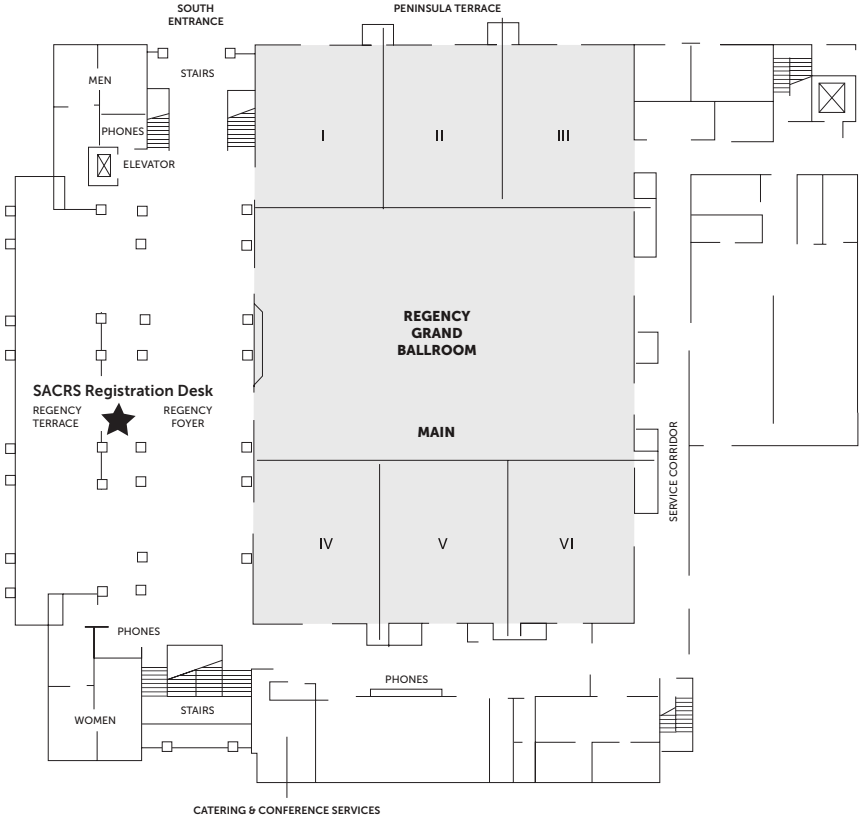 SOUTH
ENTRANCE
PENINSULA TERRACE
STAIRS
MEN
PHONES
ELEVATOR
I
II
III
REGENCY
GRAND
BALLROOM
SACRS Registration Desk
REGENCY
TERRACE
REGENCY
FOYER
MAIN
SERVICE CORRIDOR
IV
V
VI
PHONES
PHONES
STAIRS
WOMEN
CATERING & CONFERENCE SERVICES